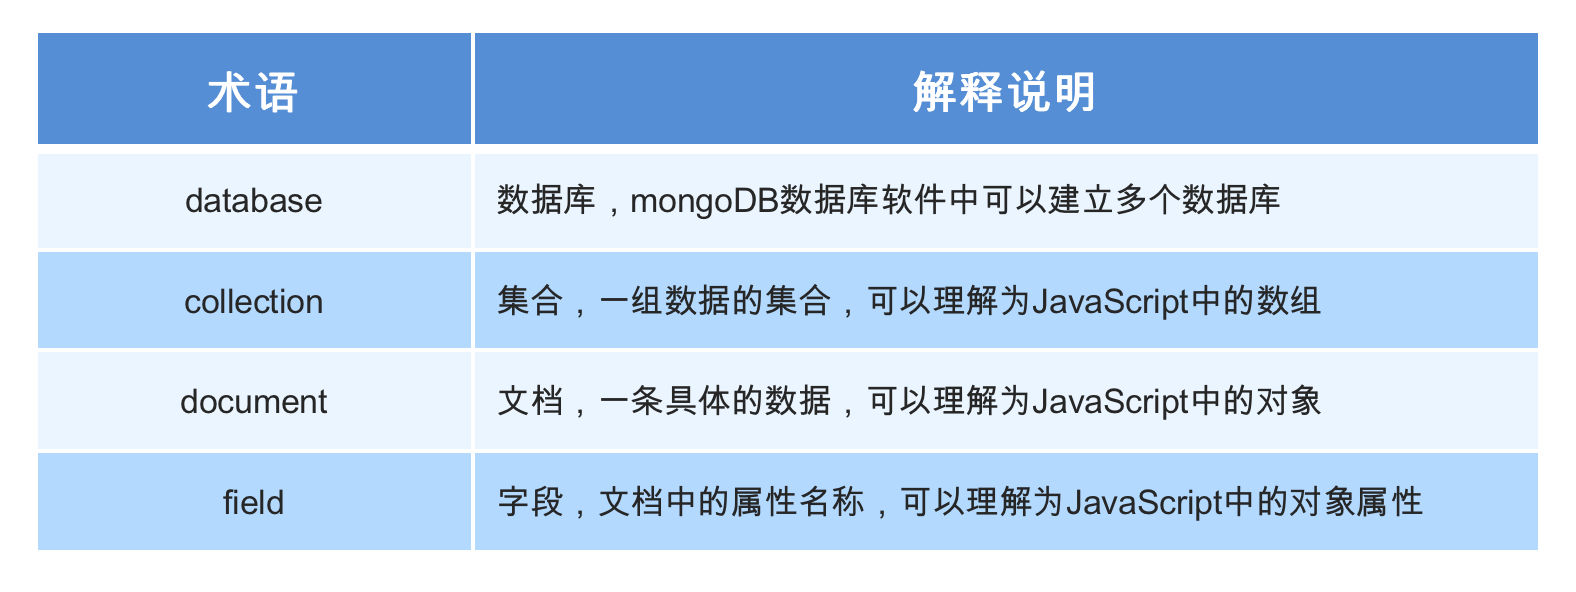 术语
解释说明
database
数据库，mongoDB数据库软件中可以建立多个数据库
collection
集合，一组数据的集合，可以理解为JavaScript中的数组
document
文档，一条具体的数据，可以理解为JavaScript中的对象
field
字段，文档中的属性名称，可以理解为JavaScript中的对象属性